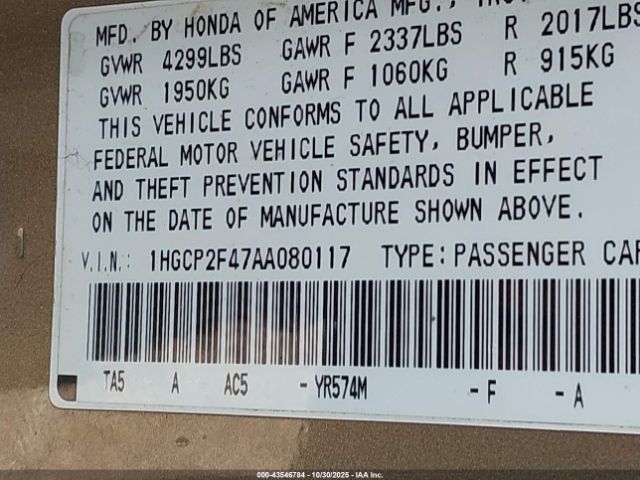 MFD. BY HONDA OF AMERICA MFG., INC.
GVWR 4299LBS GAWR F 2337LBS R 2017LBS
GVWR 1950KG GAWR F 1060KG R 915KG
THIS VEHICLE CONFORMS TO ALL APPLICABLE
FEDERAL MOTOR VEHICLE SAFETY, BUMPER,
AND THEFT PREVENTION STANDARDS IN EFFECT
ON THE DATE OF MANUFACTURE SHOWN ABOVE.
V.I.N.: 1HGCP2F47AA080117 TYPE:PASSENGER CAR
TA5 A AC5 -YR574M -F -A
000-43546784 - 10/30/2025 - IAA Inc.